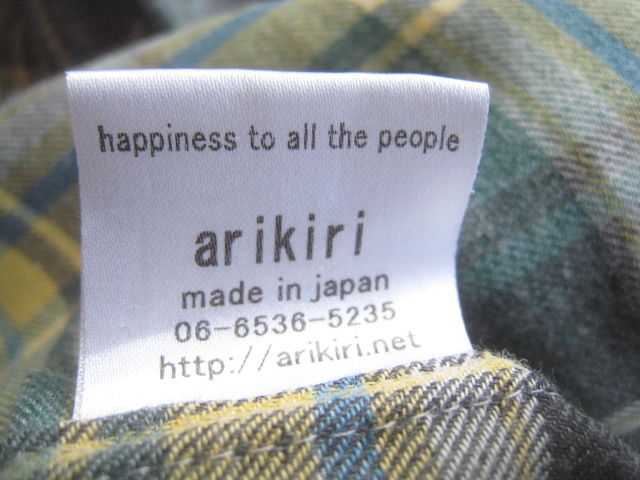 happiness to all the people
arikiri
made in japan
06-6536-5235
http://arikiri.net